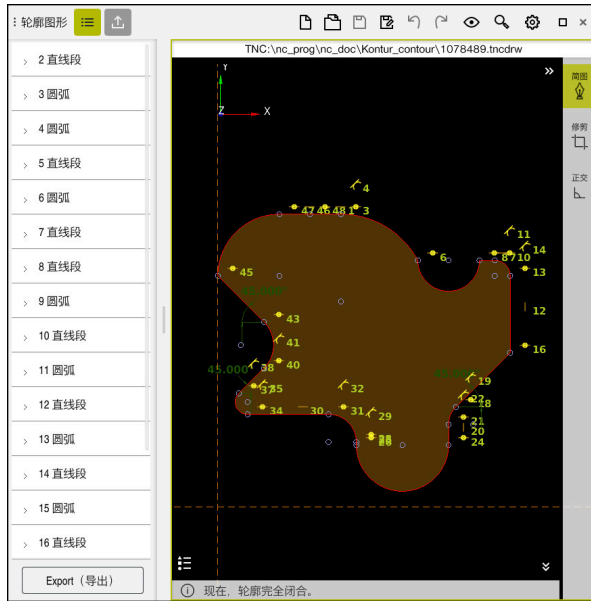 轮廓图形
TNC:\nc_prog\nc_doc\Kontur_contour\1078489.tncdrw
2 直线段
3 圆弧
4 圆弧
5 直线段
6 圆弧
7 直线段
8 直线段
9 圆弧
10 直线段
11 圆弧
12 直线段
13 圆弧
14 直线段
15 圆弧
16 直线段
Export（导出）
Y
Z
X
4
47
46
48
1
3
11
6
8
7
10
14
45
13
45.000
12
43
41
16
40
45.000
38
19
37
35
32
22
18
34
30
31
29
21
20
24
简图
修剪
正交
现在，轮廓完全闭合。